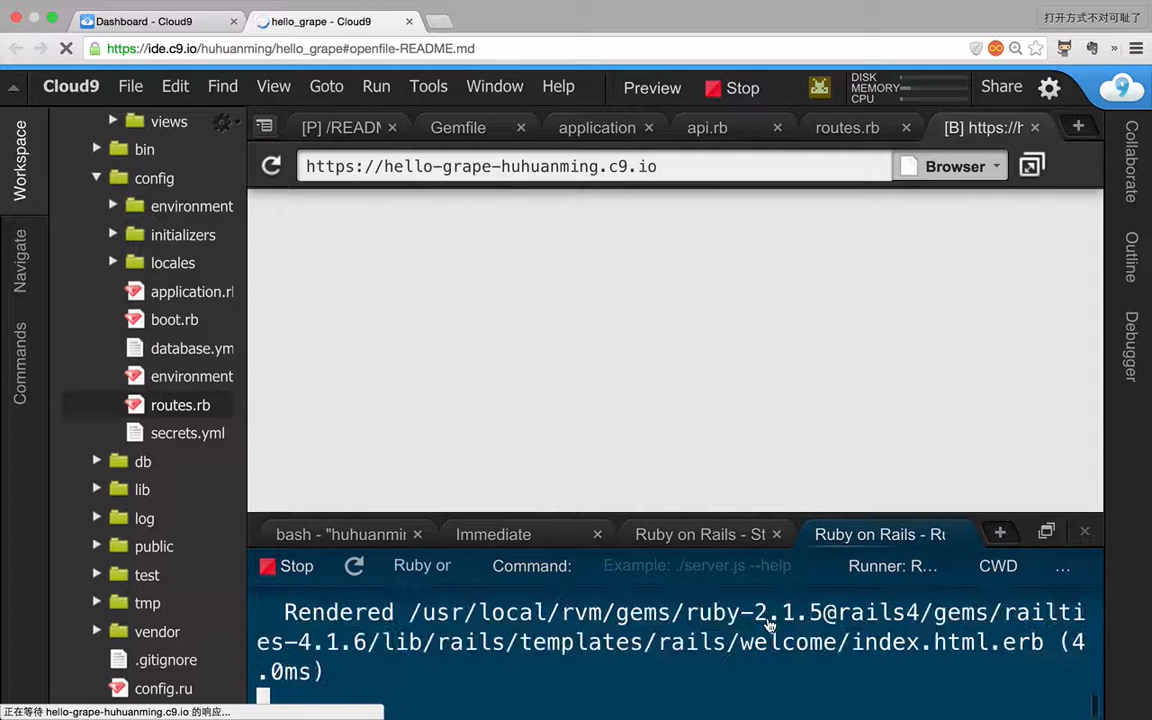 Dashboard - Cloud9
hello_grape - Cloud9
打开方式不对可耻了
https://ide.c9.io/huhuanming/hello_grape#openfile-README.md
Cloud9 File Edit Find View Goto Run Tools Window Help Preview Stop
DISK
MEMORY
CPU
Share
Workspace
Navigate
Commands
views
bin
config
environment
initializers
locales
application.r
boot.rb
database.ym
environment
routes.rb
secrets.yml
db
lib
log
public
test
tmp
vendor
.gitignore
config.ru
[P] /READM
Gemfile
application
api.rb
routes.rb
[B] https://h
https://hello-grape-huhuanming.c9.io
Browser
Collaborate
Outline
Debugger
bash - "huhuanmin
Immediate
Ruby on Rails - St
Ruby on Rails - Ru
Stop
Ruby or
Command:
Example: ./server.js --help
Runner: R...
CWD
...
Rendered /usr/local/rvm/gems/ruby-2.1.5@rails4/gems/railti
es-4.1.6/lib/rails/templates/rails/welcome/index.html.erb (4
.0ms)
正在等待 hello-grape-huhuanming.c9.io 的响应...